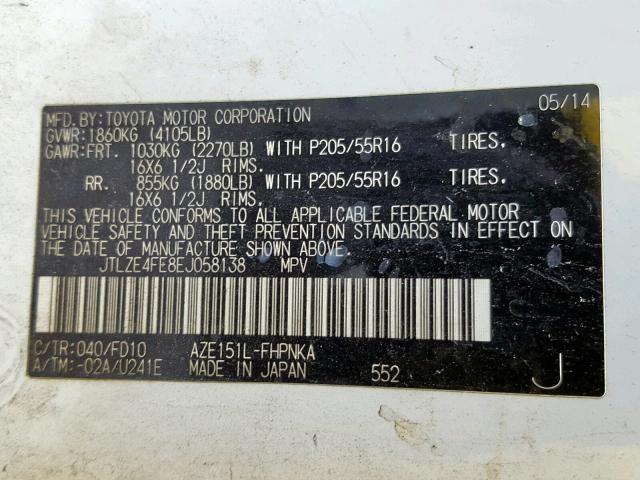 MFD.BY:TOYOTA MOTOR CORPORATION 05/14
GVWR:1860KG (4105LB)
GAWR:FRT. 1030KG (2270LB) WITH P205/55R16 TIRES.
16X6 1/2J RIMS.
RR. 855KG (1880LB) WITH P205/55R16 TIRES.
16X6 1/2J RIMS.
THIS VEHICLE CONFORMS TO ALL APPLICABLE FEDERAL MOTOR
VEHICLE SAFETY AND THEFT PREVENTION STANDARDS IN EFFECT ON
THE DATE OF MANUFACTURE SHOWN ABOVE.
JTLZE4FE8EJ058138 MPV
C/TR:040/FD10 AZE151L-FHPNKA
A/TM:-02A/U241E MADE IN JAPAN 552 J